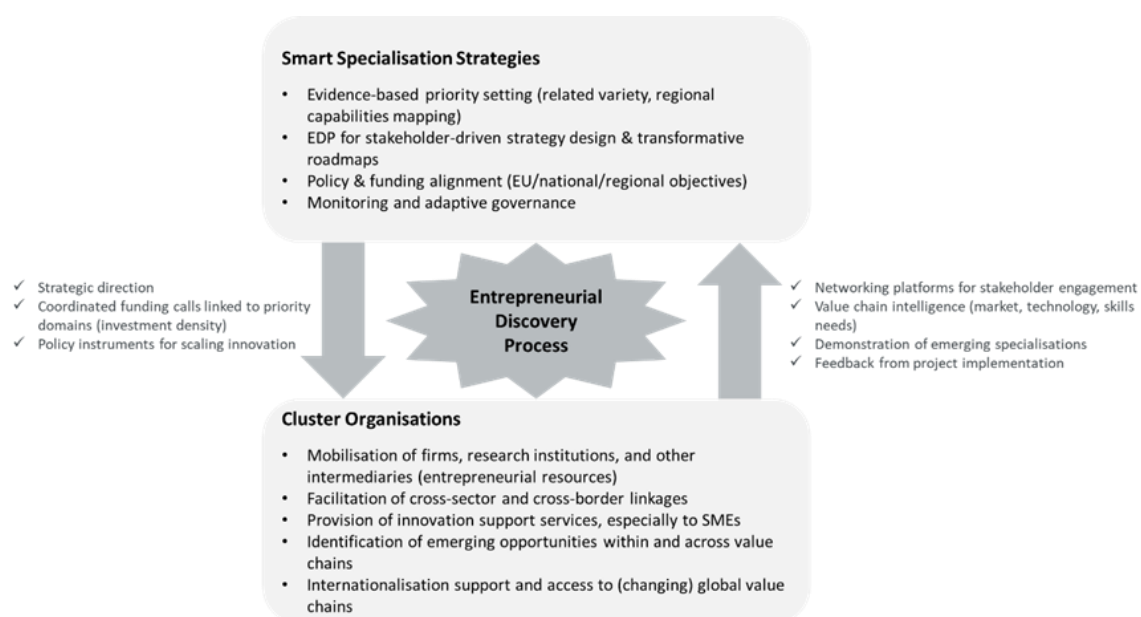 Smart Specialisation Strategies
• Evidence-based priority setting (related variety, regional
capabilities mapping)
• EDP for stakeholder-driven strategy design & transformative
roadmaps
• Policy & funding alignment (EU/national/regional objectives)
• Monitoring and adaptive governance
✓ Strategic direction
✓ Coordinated funding calls linked to priority
domains (investment density)
✓ Policy instruments for scaling innovation
Entrepreneurial
Discovery
Process
✓ Networking platforms for stakeholder engagement
✓ Value chain intelligence (market, technology, skills
needs)
✓ Demonstration of emerging specialisations
✓ Feedback from project implementation
Cluster Organisations
• Mobilisation of firms, research institutions, and other
intermediaries (entrepreneurial resources)
• Facilitation of cross-sector and cross-border linkages
• Provision of innovation support services, especially to SMEs
• Identification of emerging opportunities within and across value
chains
• Internationalisation support and access to (changing) global value
chains